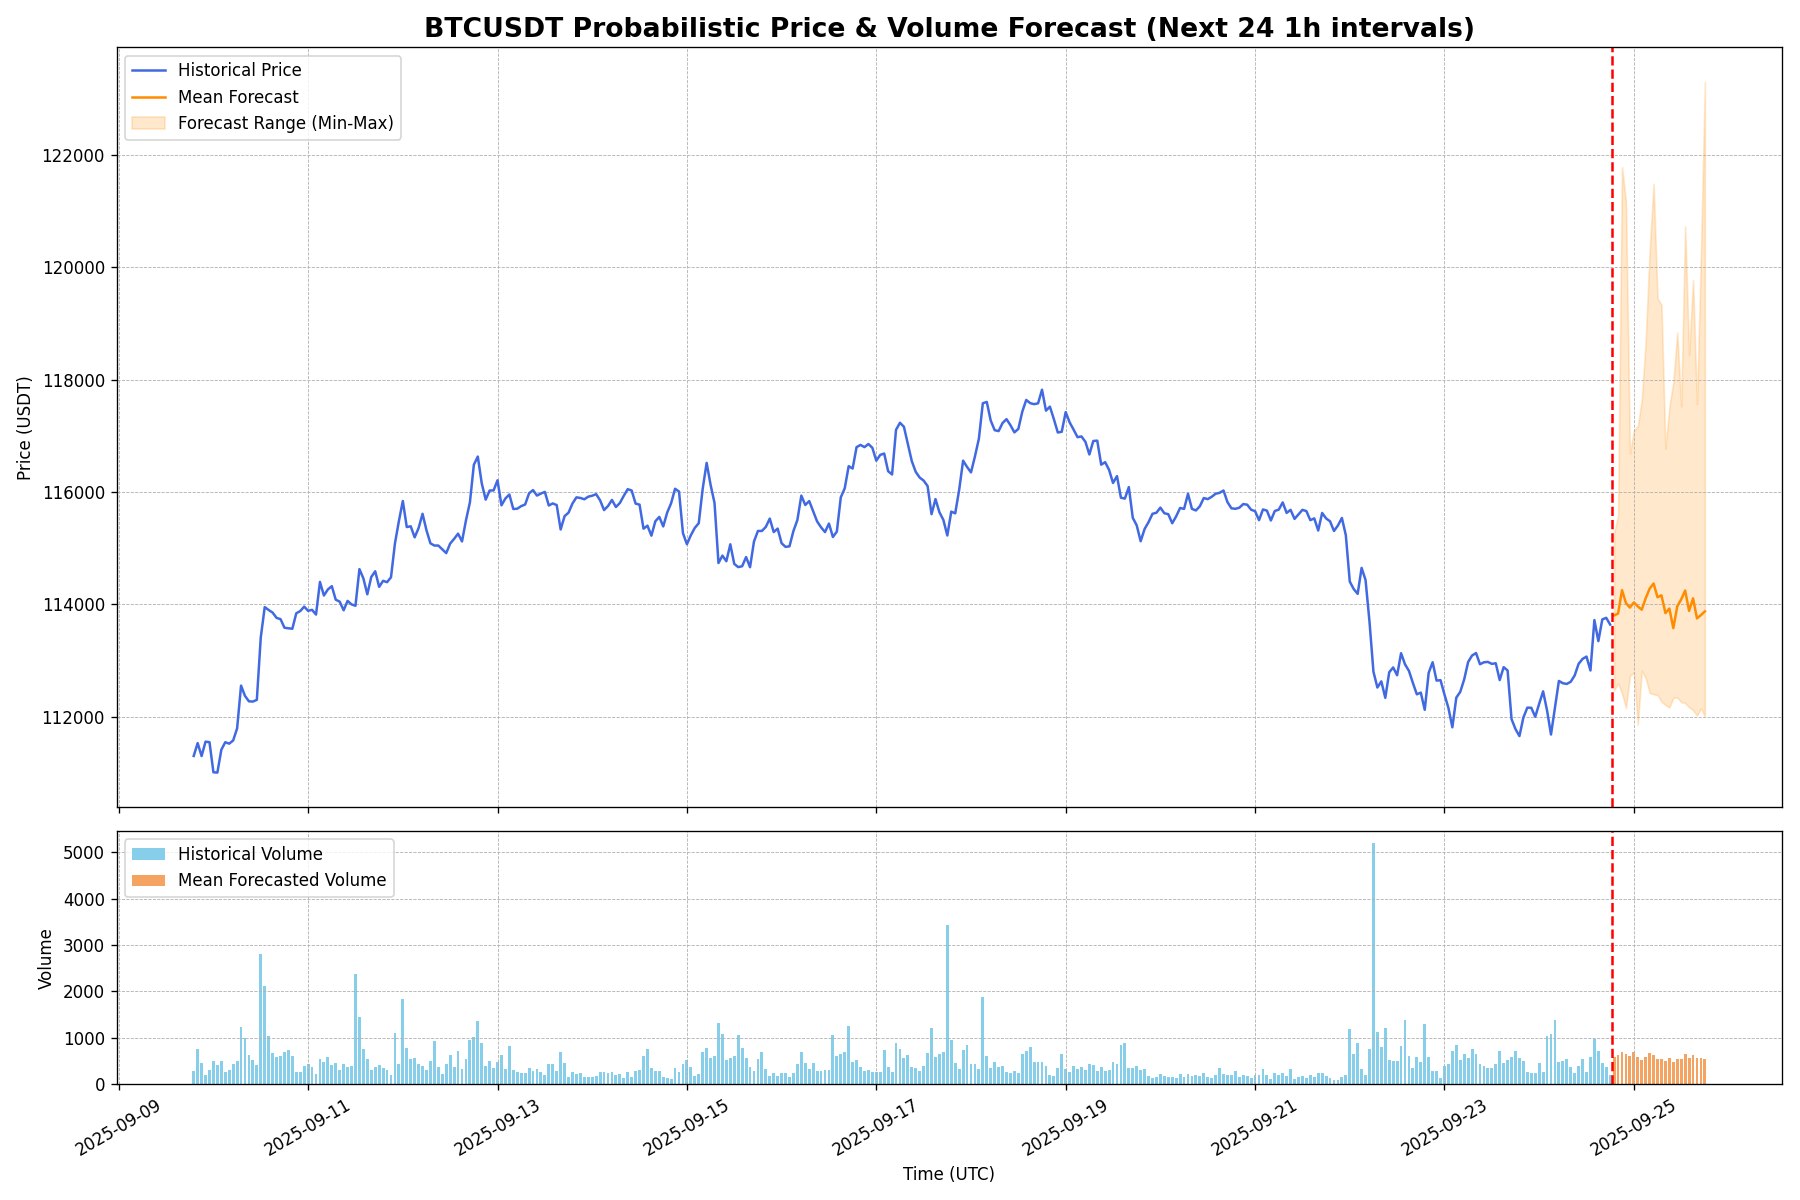 BTCUSDT Probabilistic Price & Volume Forecast (Next 24 1h intervals)
Historical Price
Mean Forecast
Forecast Range (Min-Max)
122000
120000
118000
116000
114000
112000
Price (USDT)
Historical Volume
Mean Forecasted Volume
5000
4000
3000
2000
1000
0
Volume
2025-09-09
2025-09-11
2025-09-13
2025-09-15
2025-09-17
2025-09-19
2025-09-21
2025-09-23
2025-09-25
Time (UTC)